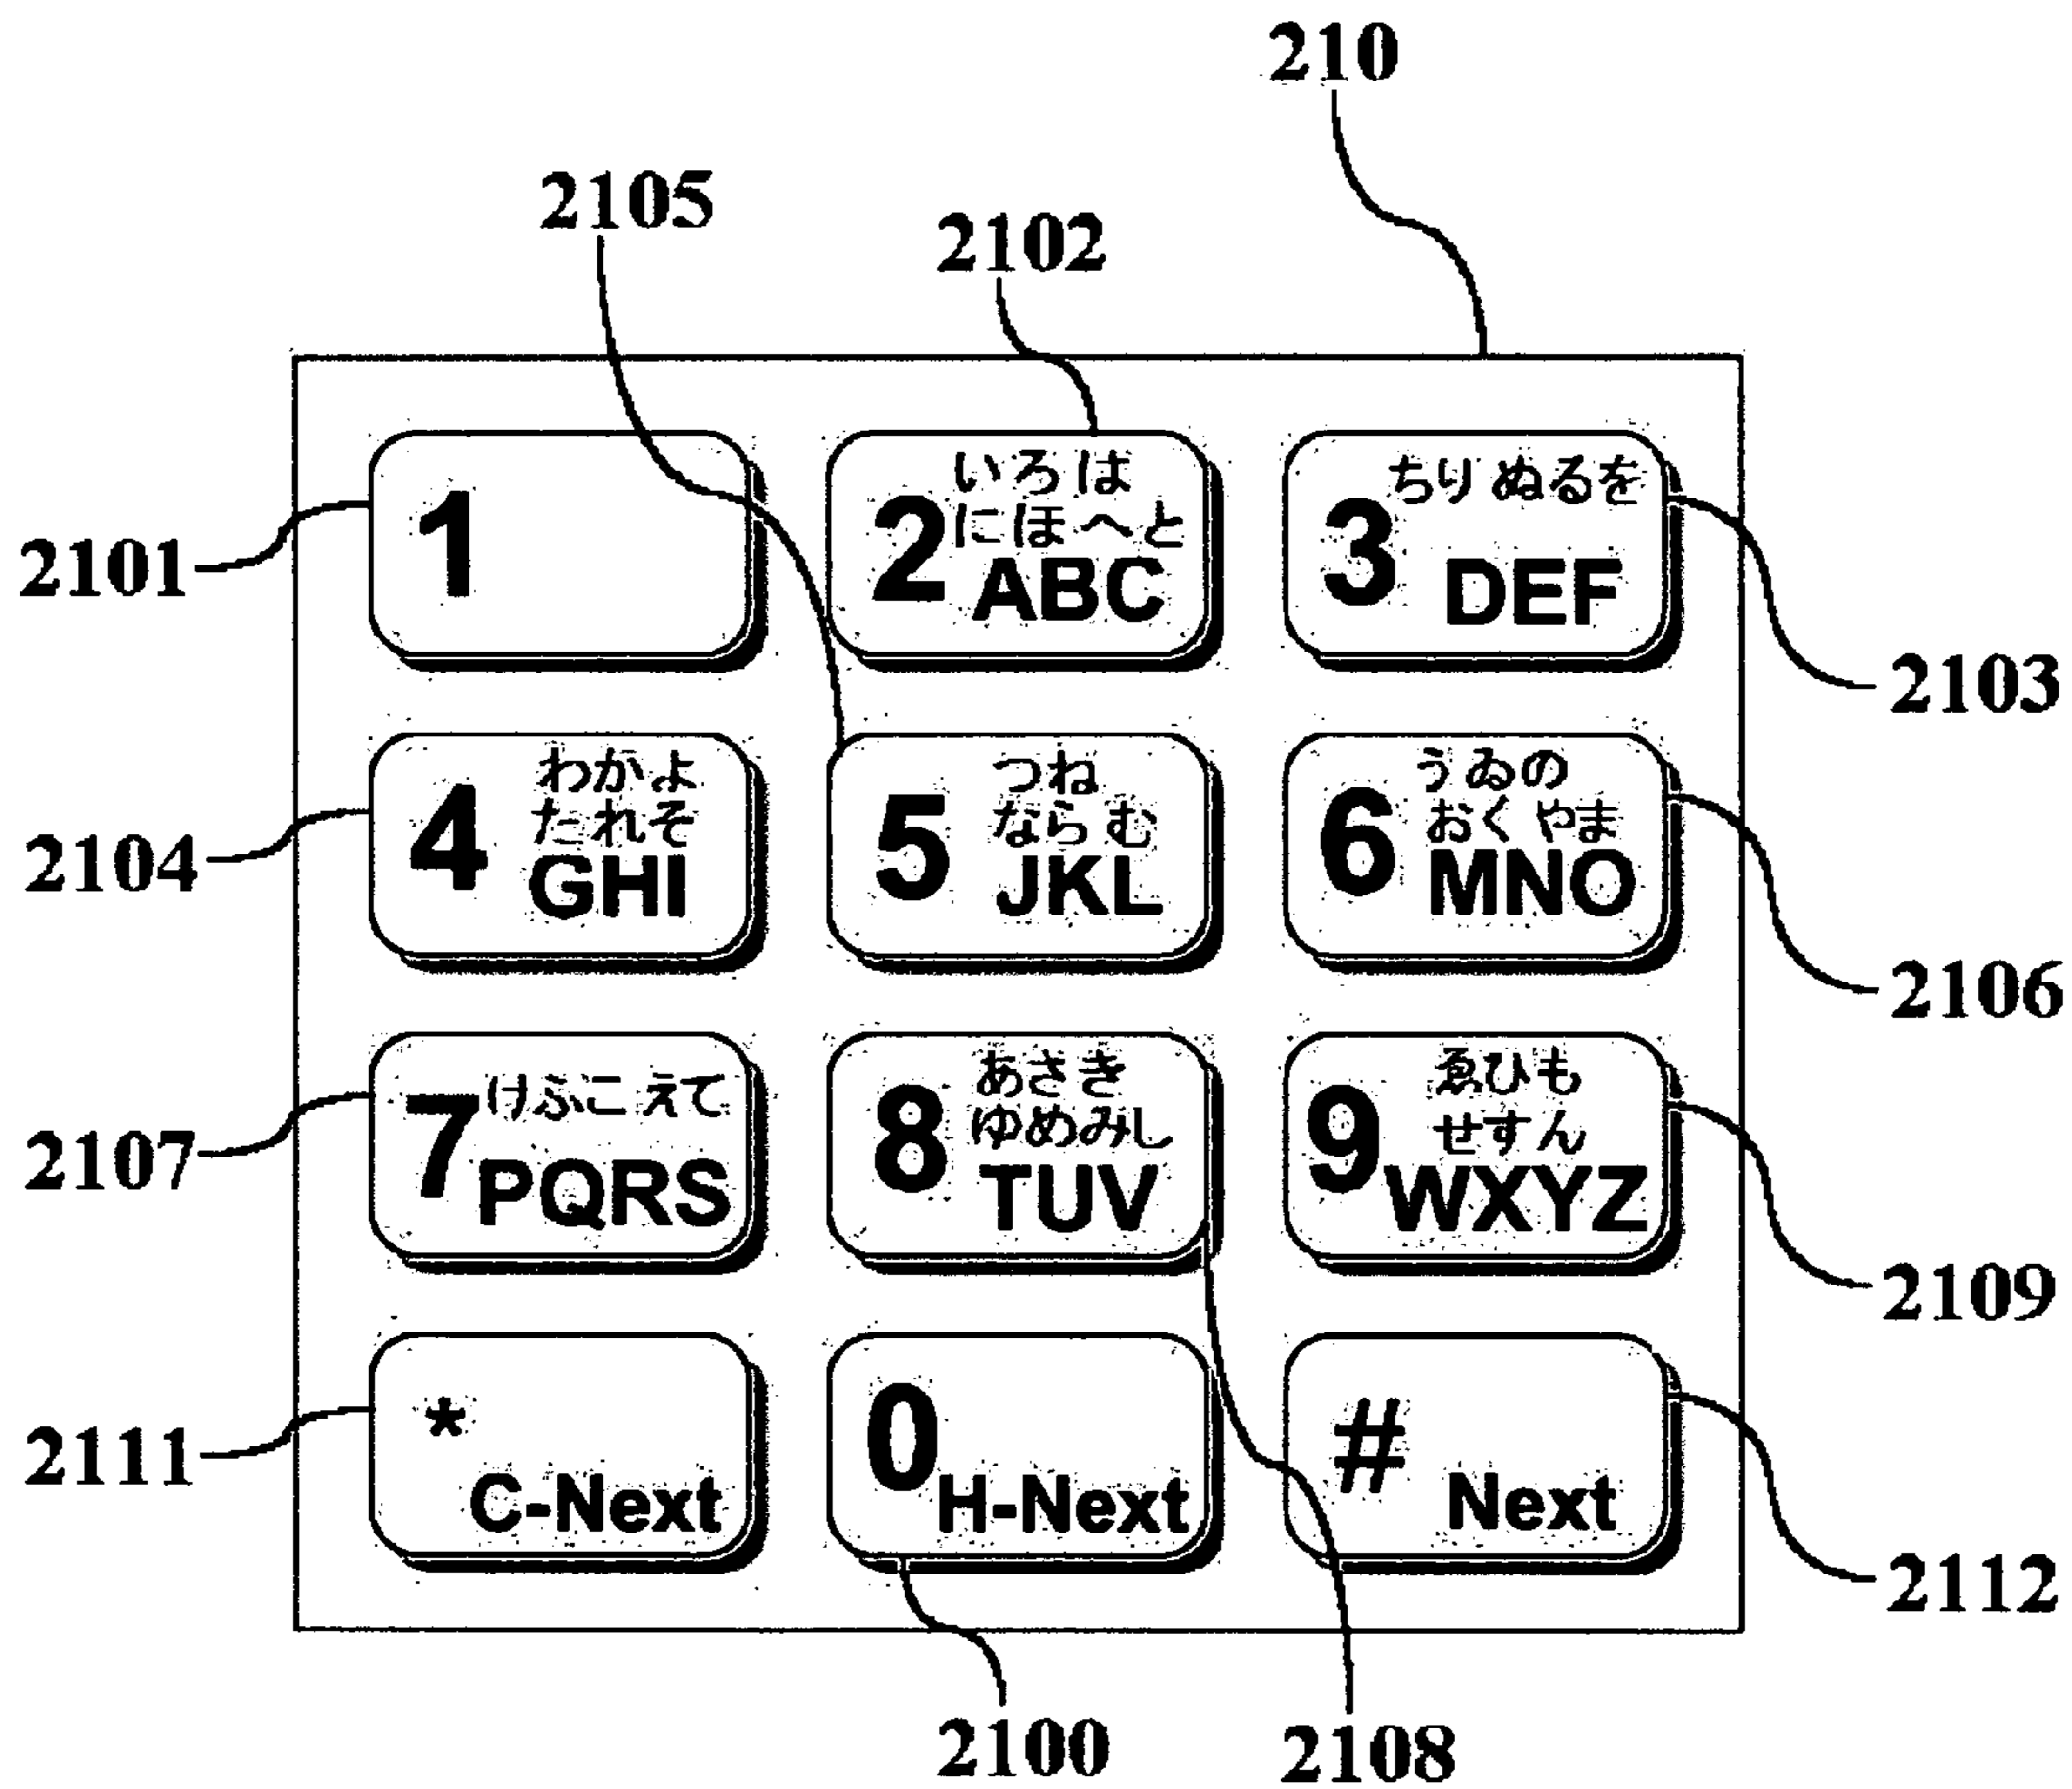 210
2105
2102
1
2
いろは
にほへと
ABC
3
ちりぬるを
DEF
2101
2103
4
わかよ
たれそ
GHI
5
つね
ならむ
JKL
6
うゐの
おくやま
MNO
2104
2106
7
けふこえて
PQRS
8
あさき
ゆめみし
TUV
9
ゑひも
せすん
WXYZ
2107
2109
*
C-Next
0
H-Next
#
Next
2111
2112
2100
2108